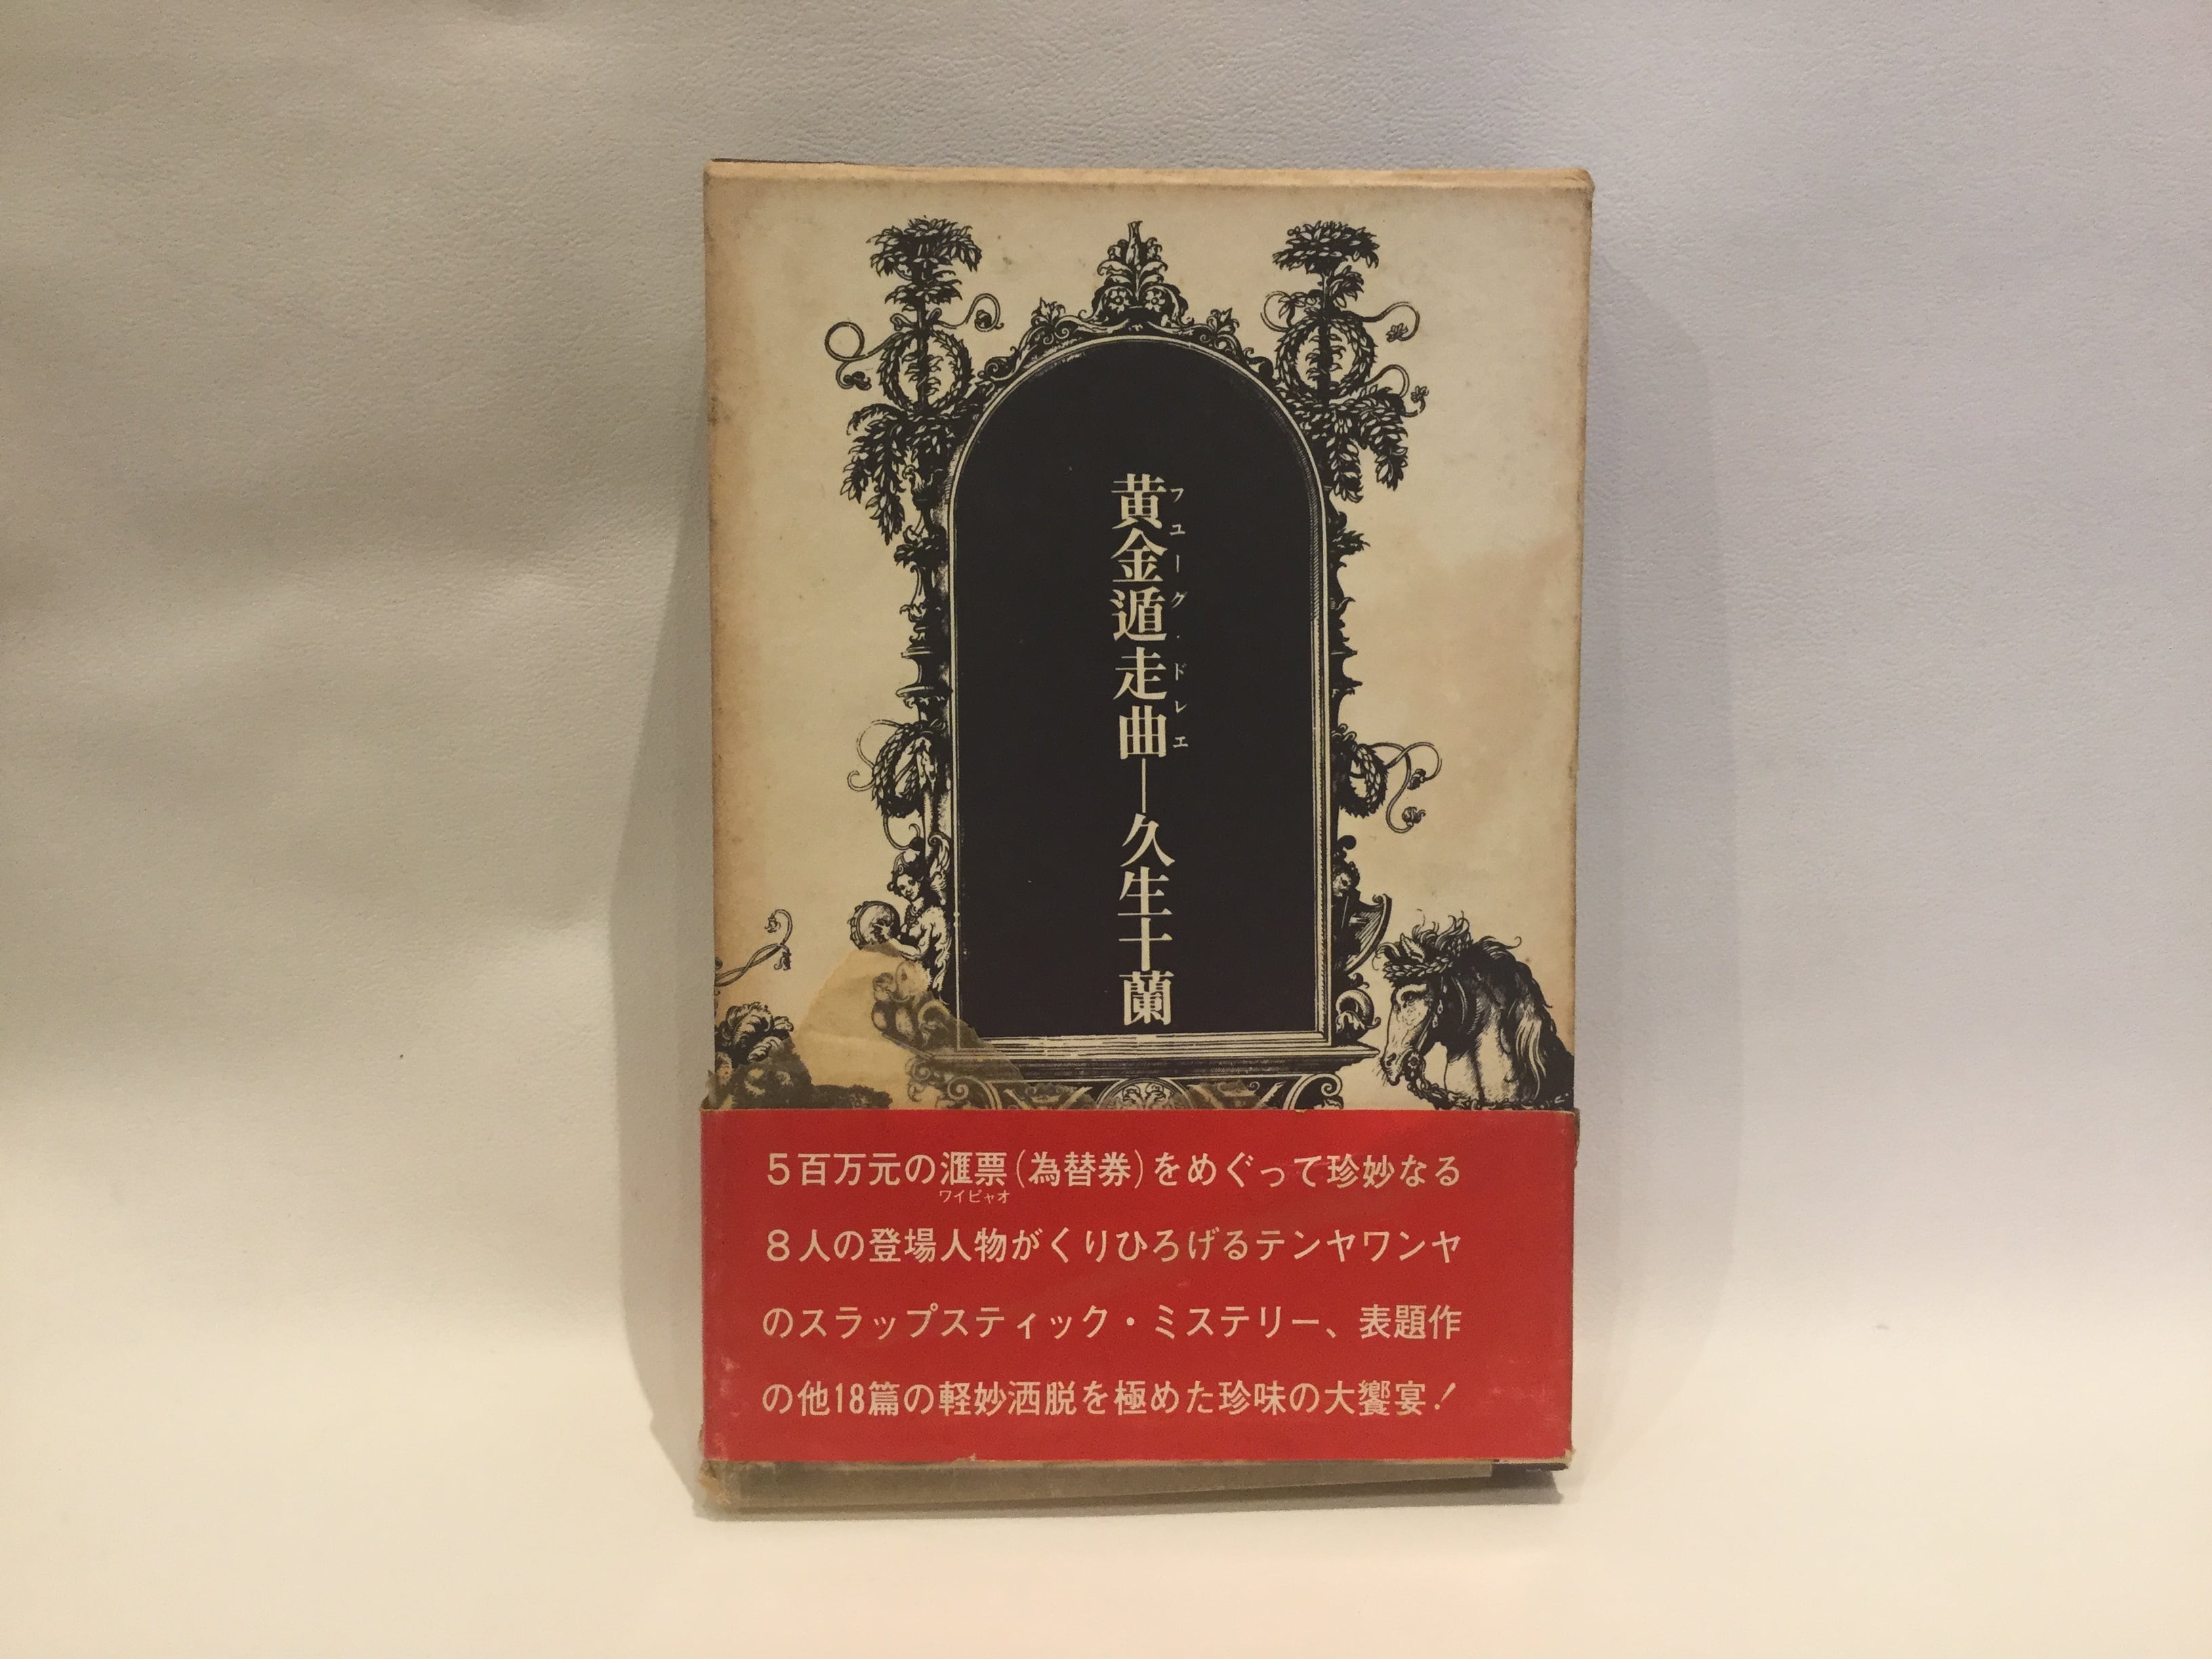 黄金遁走曲―久生十蘭
フユーグ・ドレエ
5百万元の滙票(為替券)をめぐって珍妙なる
ワイピャオ
8人の登場人物がくりひろげるテンヤワンヤ
のスラップスティック・ミステリー、表題作
の他18篇の軽妙洒脱を極めた珍味の大饗宴!